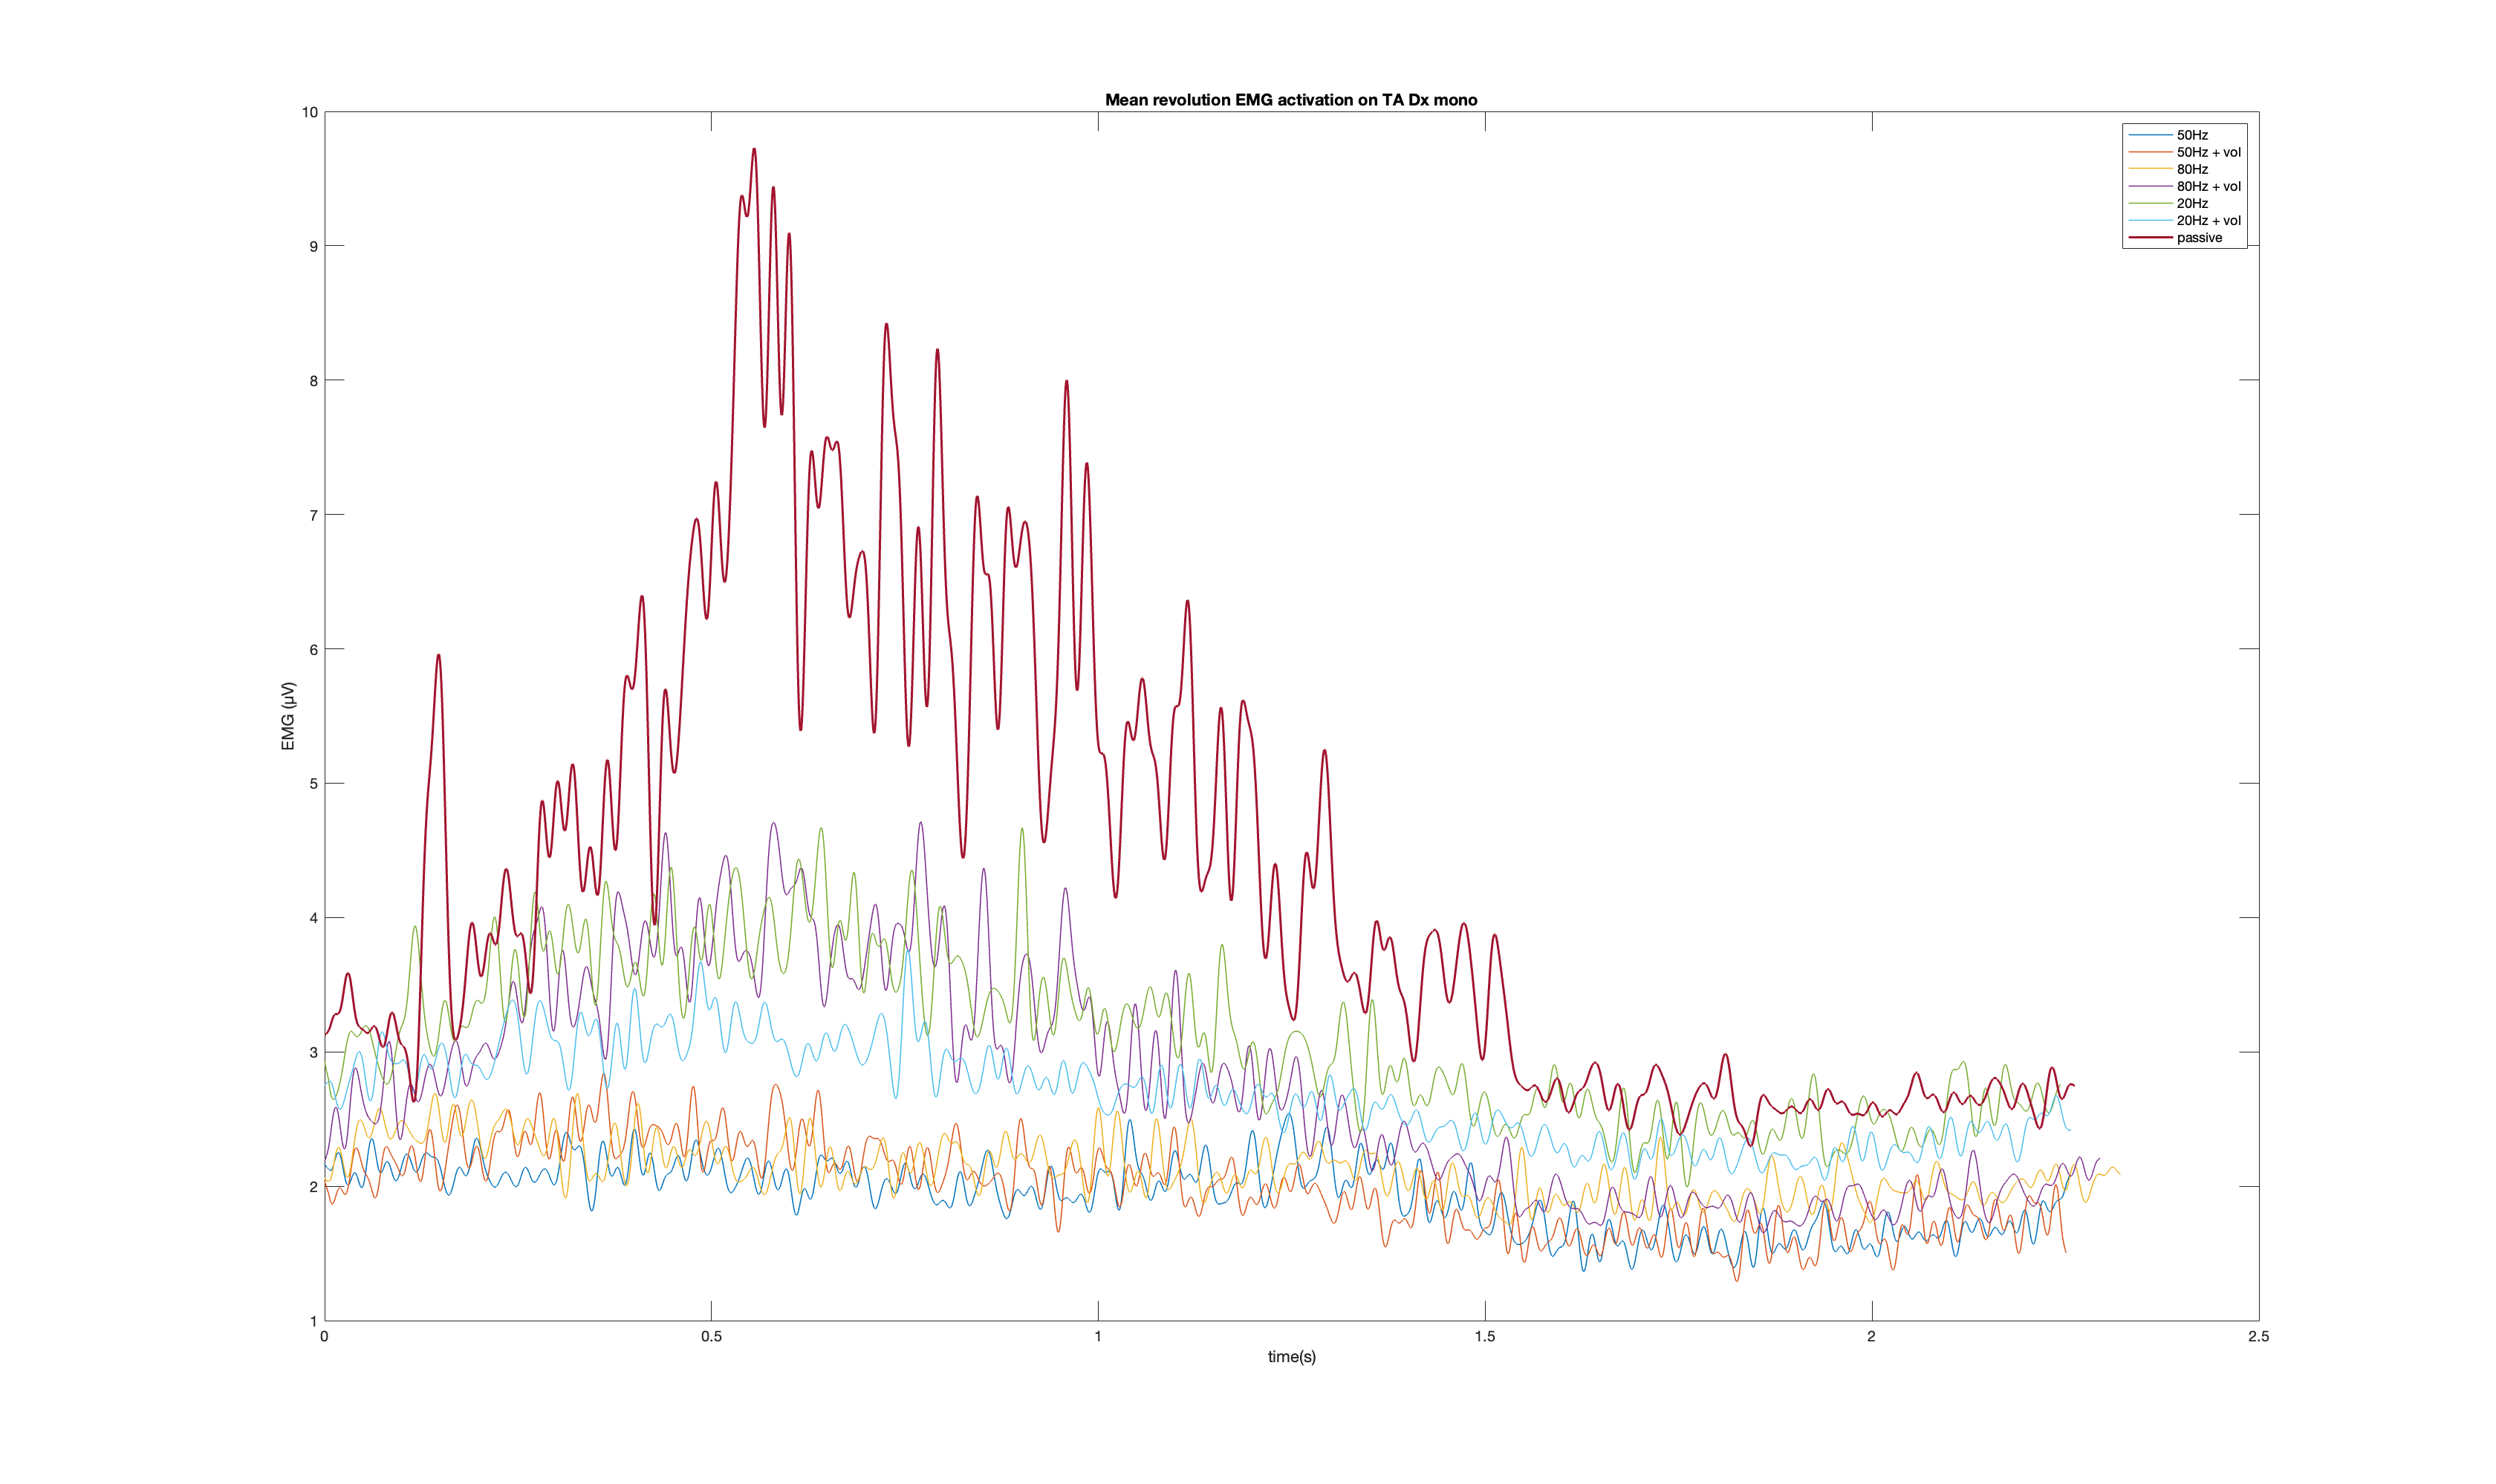 Mean revolution EMG activation on TA Dx mono
50Hz
50Hz + vol
80Hz
80Hz + vol
20Hz
20Hz + vol
passive
10
9
8
7
6
5
4
3
2
1
EMG (µV)
0
0.5
1
1.5
2
2.5
time(s)